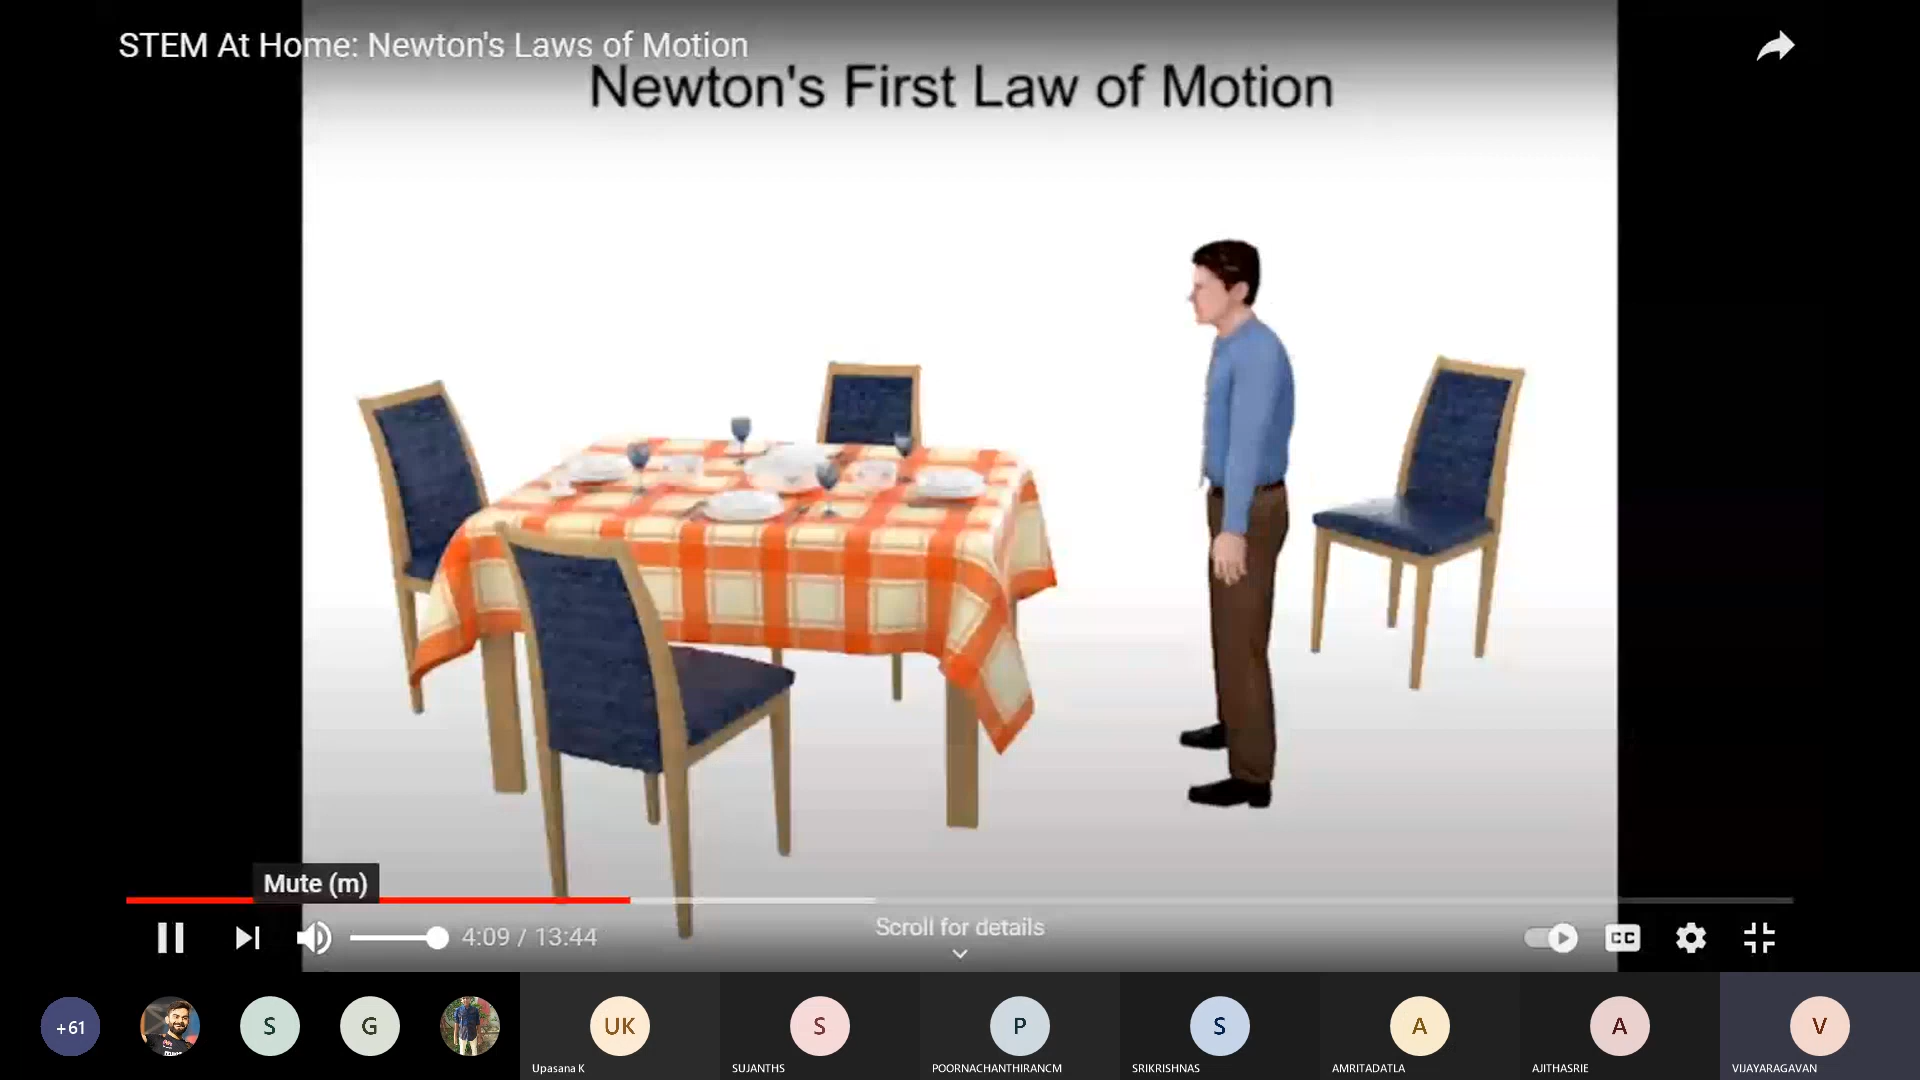 STEM At Home: Newton's Laws of Motion
Newton's First Law of Motion
Mute (m)
4:09 / 13:44
Scroll for details
CC
+61
S
G
UK
S
P
S
A
A
V
Upasana K
SUJANTHS
POORNACHANTHIRANCM
SRIKRISHNAS
AMRITADATLA
AJITHASRIE
VIJAYARAGAVAN